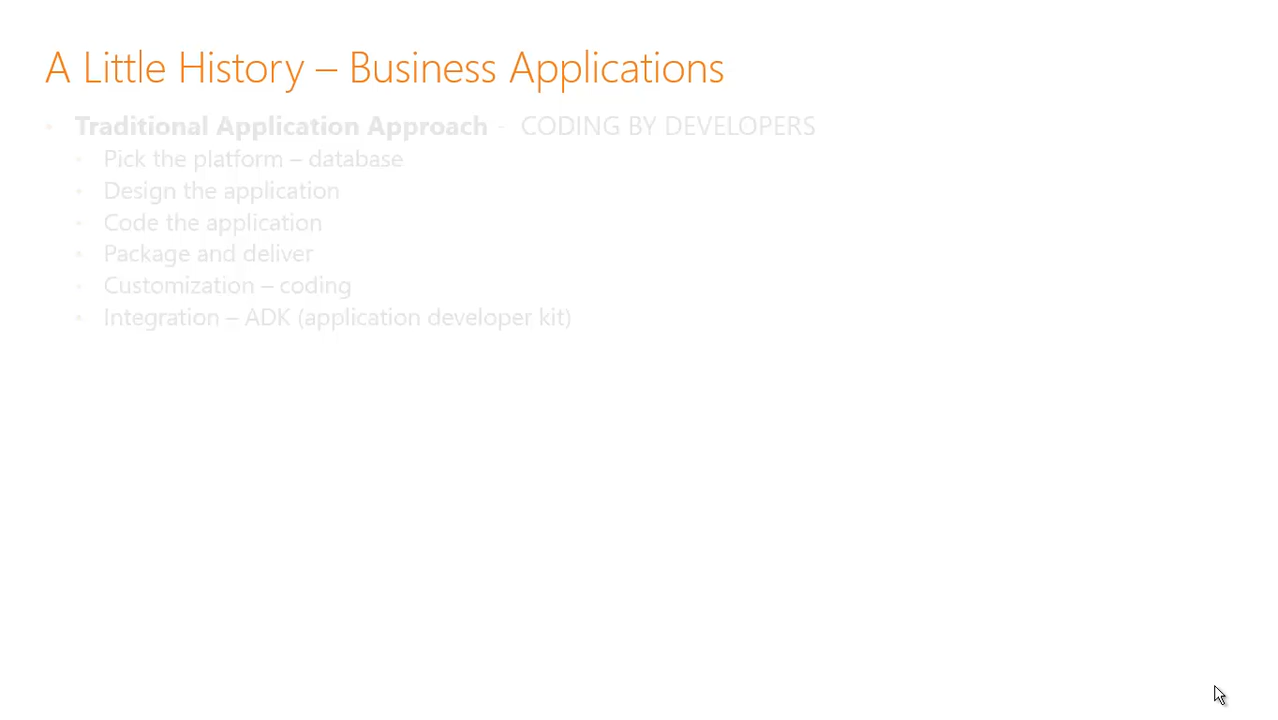 A Little History – Business Applications
• Traditional Application Approach - CODING BY DEVELOPERS
• Pick the platform – database
• Design the application
• Code the application
• Package and deliver
• Customization – coding
• Integration – ADK (application developer kit)